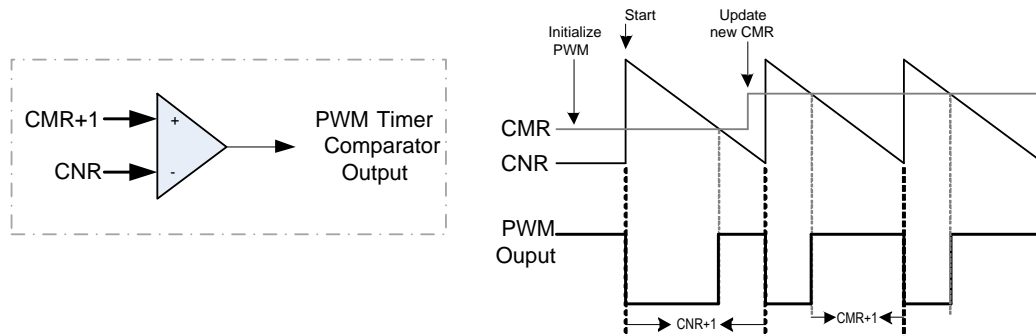 CMR+1
CNR
+
-
PWM Timer
Comparator
Output
Initialize
PWM
Start
Update
new CMR
CMR
CNR
PWM
Ouput
CNR+1
CMR+1